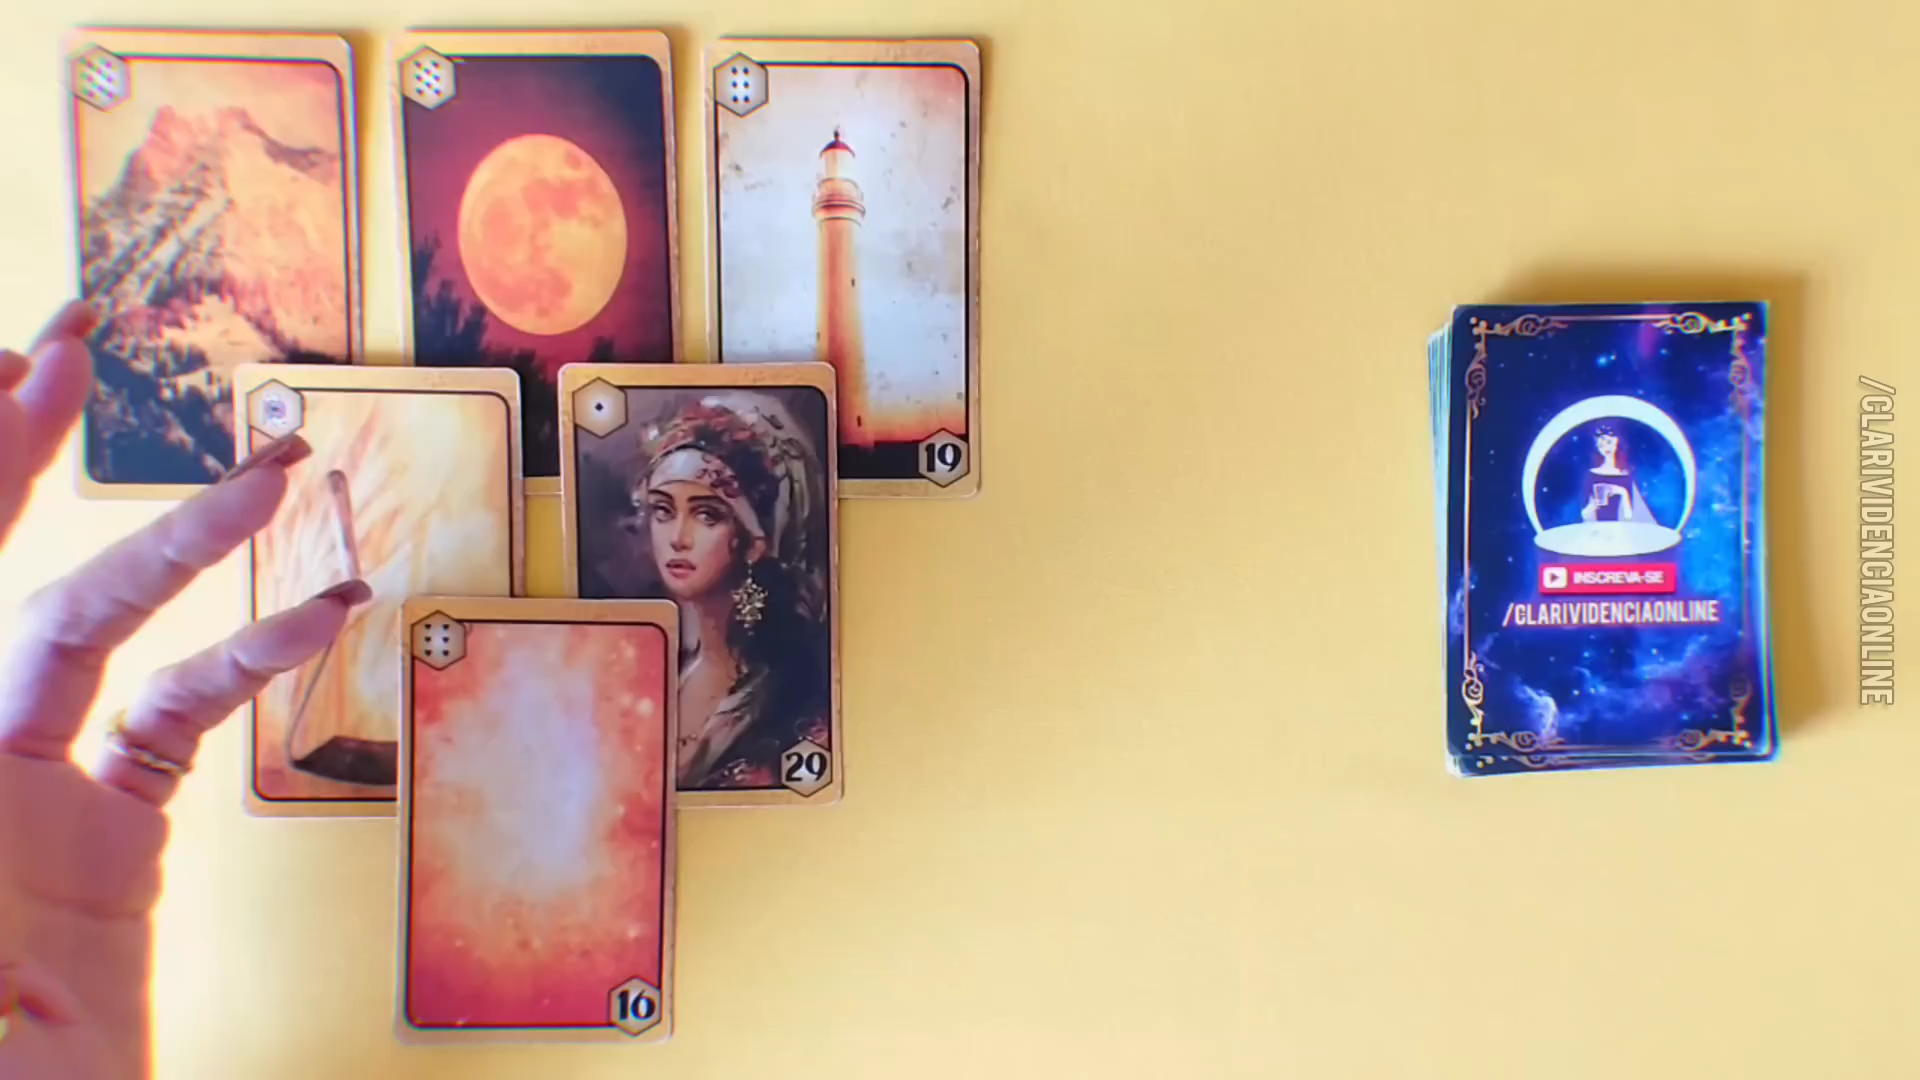 19
29
16
INSCREVA-SE
/CLARIVIDENCIAONLINE
/CLARIVIDENCIAONLINE